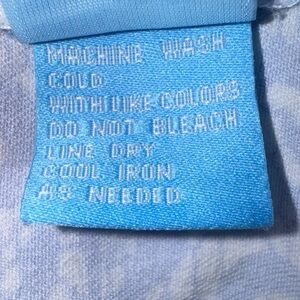 MACHINE WASH
COLD
WITH LIKE COLORS
DO NOT BLEACH
LINE DRY
COOL IRON
AS NEEDED